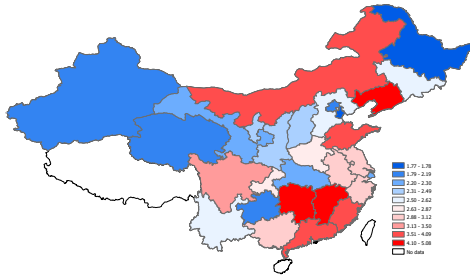 1.77 - 1.78
1.79 - 2.19
2.20 - 2.30
2.31 - 2.49
2.50 - 2.62
2.63 - 2.87
2.88 - 3.12
3.13 - 3.50
3.51 - 4.09
4.10 - 5.08
No data